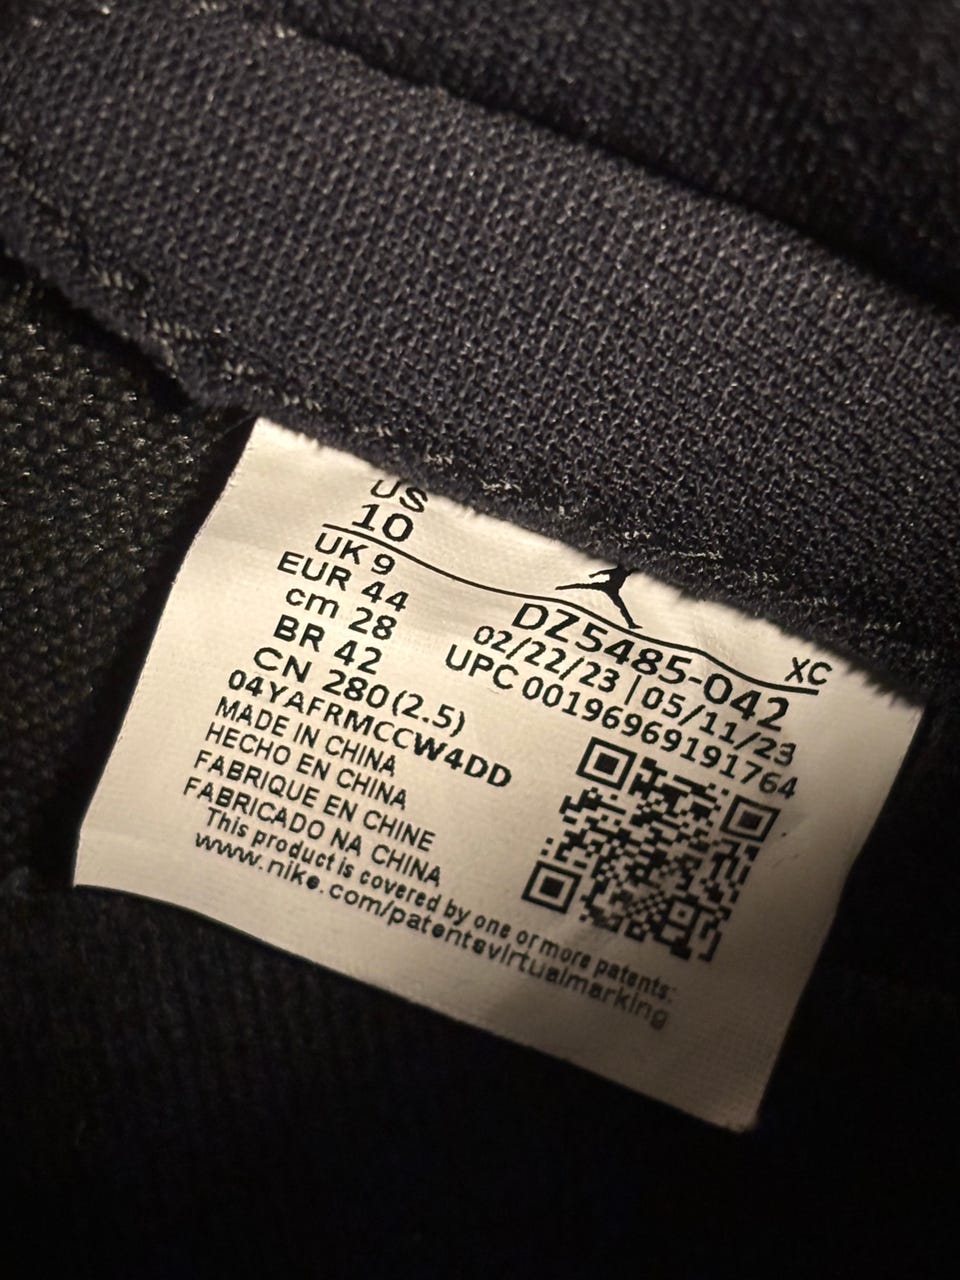 US
10
UK 9
EUR 44
cm 28
BR 42
CN 280(2.5)
04YAFRMCCW4DD
MADE IN CHINA
HECHO EN CHINA
FABRIQUE EN CHINE
FABRICADO NA CHINA
This product is covered by one or more patents:
www.nike.com/patentsvirtualmarking
XC
DZ5485-042
02/22/23 | 05/11/23
UPC 00196969191764